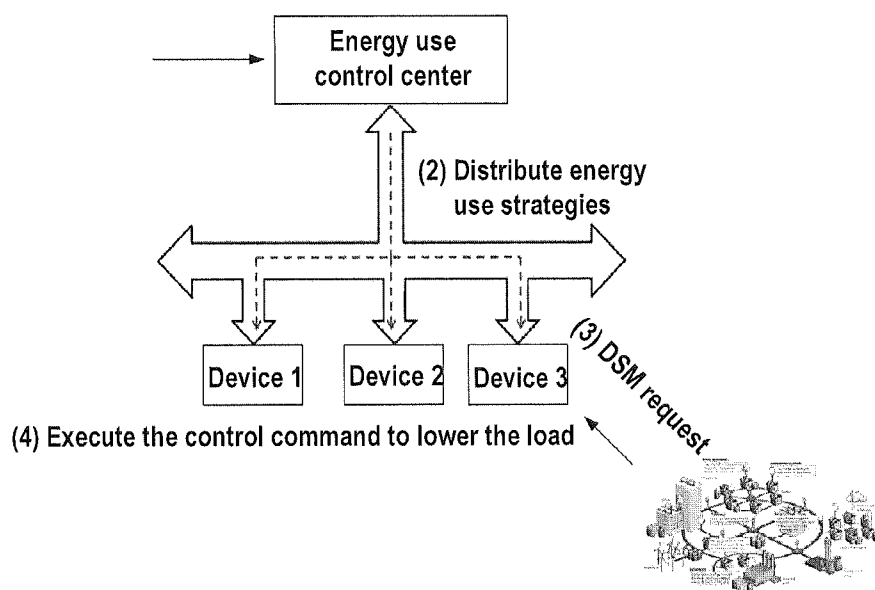 Energy use
control center
(2) Distribute energy
use strategies
(3) DSM request
Device 1
Device 2
Device 3
(4) Execute the control command to lower the load